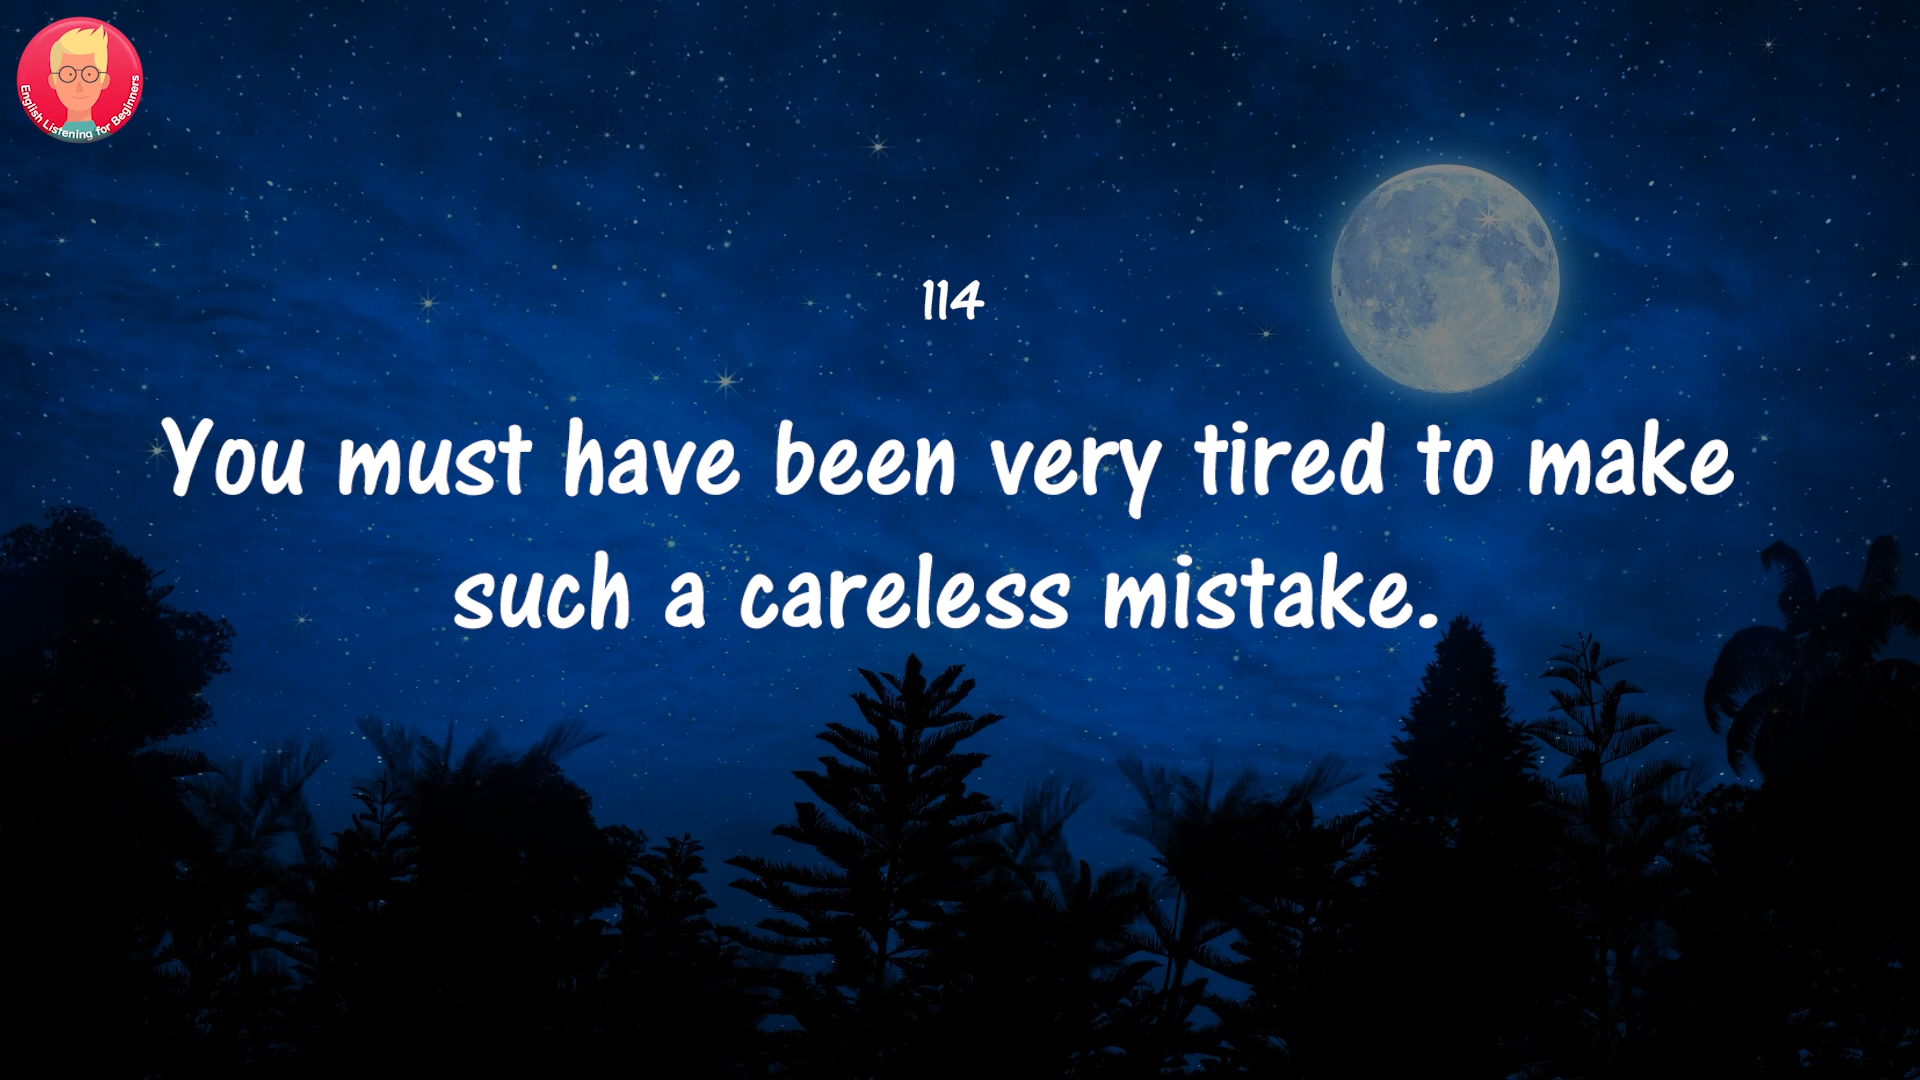 English Listening for Beginners
114
You must have been very tired to make
such a careless mistake.